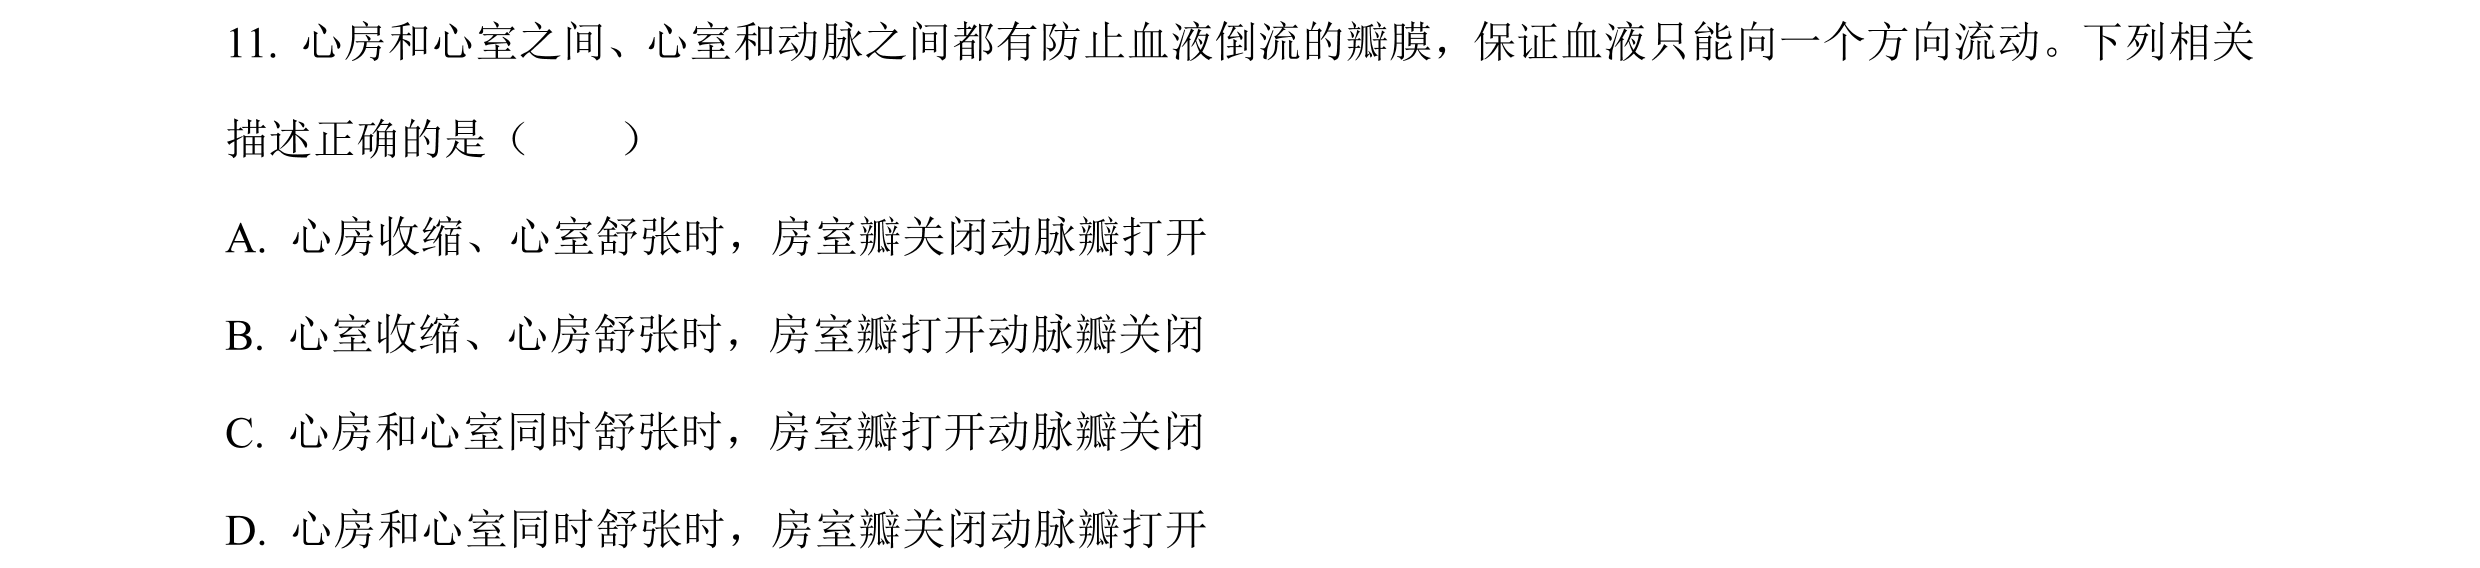 11. 心房和心室之间、心室和动脉之间都有防止血液倒流的瓣膜，保证血液只能向一个方向流动。下列相关
描述正确的是（　　）
A. 心房收缩、心室舒张时，房室瓣关闭动脉瓣打开
B. 心室收缩、心房舒张时，房室瓣打开动脉瓣关闭
C. 心房和心室同时舒张时，房室瓣打开动脉瓣关闭
D. 心房和心室同时舒张时，房室瓣关闭动脉瓣打开